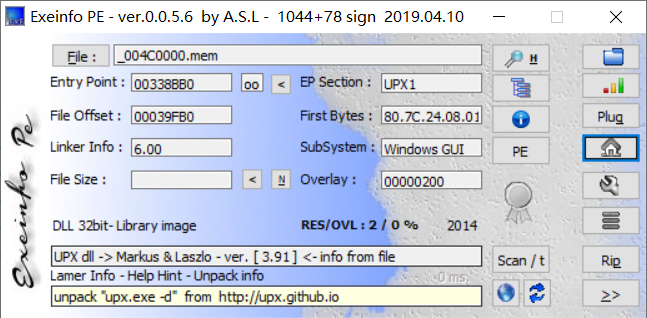 Exeinfo PE - ver.0.0.5.6 by A.S.L - 1044+78 sign 2019.04.10
File : _004C0000.mem H
Entry Point : 00338BB0 oo < EP Section : UPX1
File Offset : 00039FB0 First Bytes : 80.7C.24.08.01 Plug
Linker Info : 6.00 SubSystem : Windows GUI PE
File Size : < N Overlay : 00000200
Exeinfo Pe
DLL 32bit- Library image RES/OVL : 2 / 0 % 2014
UPX dll -> Markus & Laszlo - ver. [ 3.91 ] <- info from file Scan / t Rip
Lamer Info - Help Hint - Unpack info 0 ms.
unpack "upx.exe -d" from http://upx.github.io >>